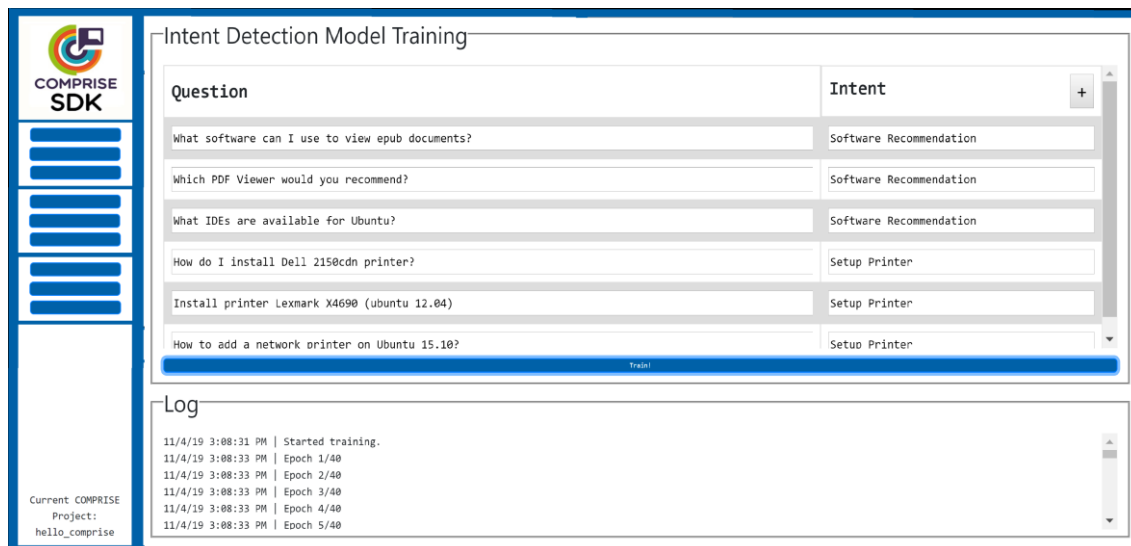 COMPRISE
SDK
Intent Detection Model Training
Question Intent +
What software can I use to view epub documents? Software Recommendation
Which PDF Viewer would you recommend? Software Recommendation
What IDEs are available for Ubuntu? Software Recommendation
How do I install Dell 2150cdn printer? Setup Printer
Install printer Lexmark X4690 (ubuntu 12.04) Setup Printer
How to add a network printer on Ubuntu 15.10? Setup Printer
Train!
Log
11/4/19 3:08:31 PM | Started training.
11/4/19 3:08:33 PM | Epoch 1/40
11/4/19 3:08:33 PM | Epoch 2/40
11/4/19 3:08:33 PM | Epoch 3/40
11/4/19 3:08:33 PM | Epoch 4/40
11/4/19 3:08:33 PM | Epoch 5/40
Current COMPRISE
Project:
hello_comprise